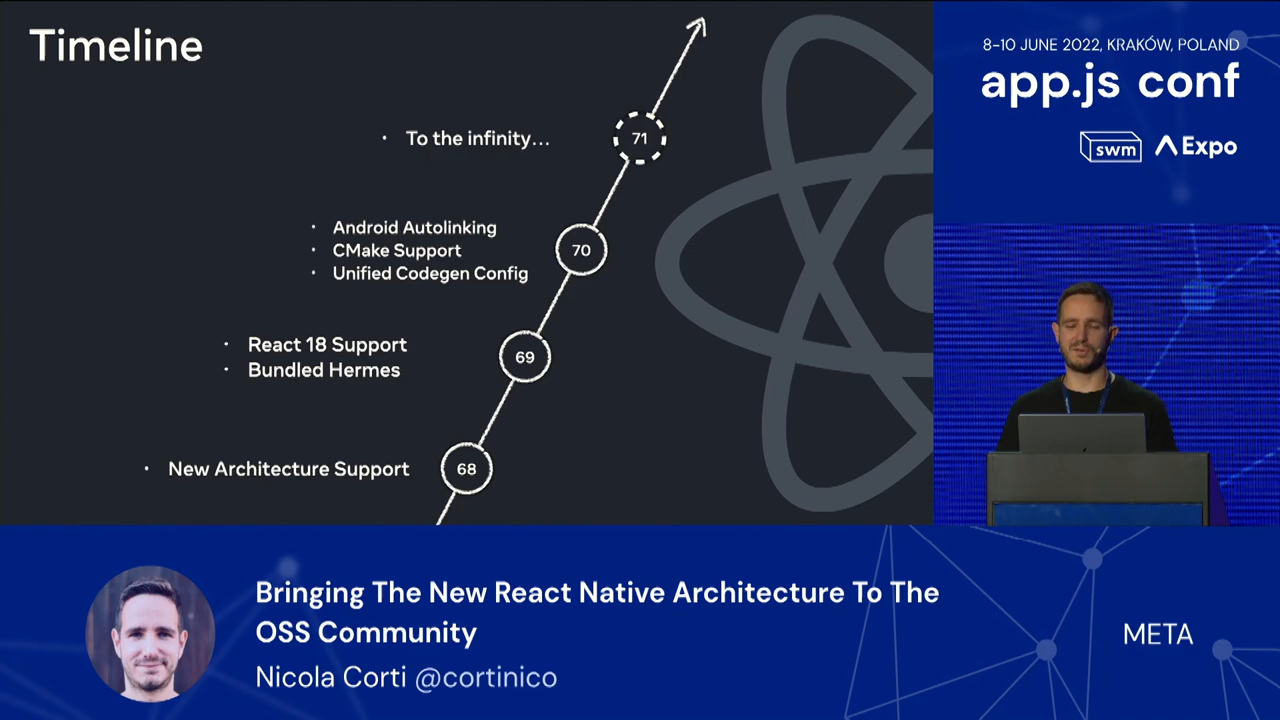 Timeline
71
• To the infinity…
70
• Android Autolinking
• CMake Support
• Unified Codegen Config
69
• React 18 Support
• Bundled Hermes
68
• New Architecture Support
8–10 JUNE 2022, KRAKÓW, POLAND
app.js conf
swm Expo
Bringing The New React Native Architecture To The
OSS Community
Nicola Corti @cortinico
META